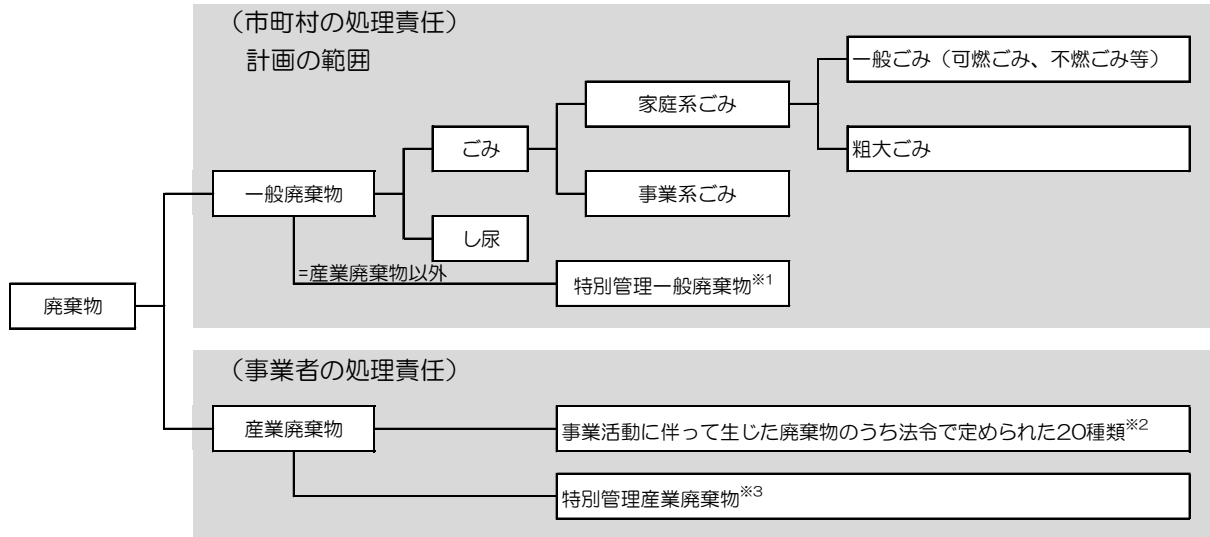 （市町村の処理責任）
計画の範囲
一般ごみ（可燃ごみ、不燃ごみ等）
家庭系ごみ
ごみ
粗大ごみ
一般廃棄物
事業系ごみ
し尿
=産業廃棄物以外
特別管理一般廃棄物※1
廃棄物
（事業者の処理責任）
産業廃棄物
事業活動に伴って生じた廃棄物のうち法令で定められた20種類※2
特別管理産業廃棄物※3